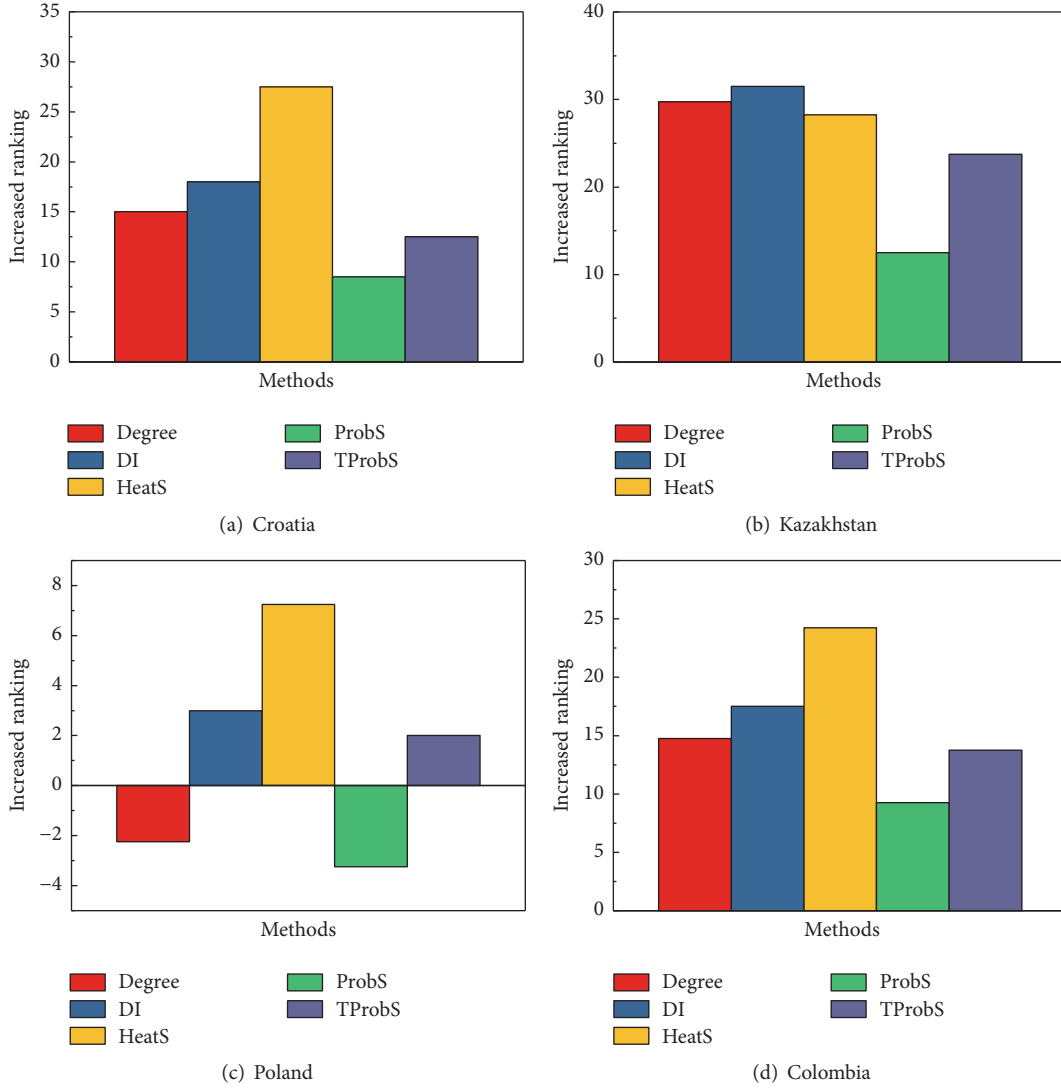 35
30
25
20
15
10
5
0
Increased ranking
Methods
Degree
DI
HeatS
ProbS
TProbS
(a) Croatia
40
30
20
10
0
Increased ranking
Methods
Degree
DI
HeatS
ProbS
TProbS
(b) Kazakhstan
8
6
4
2
0
−2
−4
Increased ranking
Methods
Degree
DI
HeatS
ProbS
TProbS
(c) Poland
30
25
20
15
10
5
0
Increased ranking
Methods
Degree
DI
HeatS
ProbS
TProbS
(d) Colombia